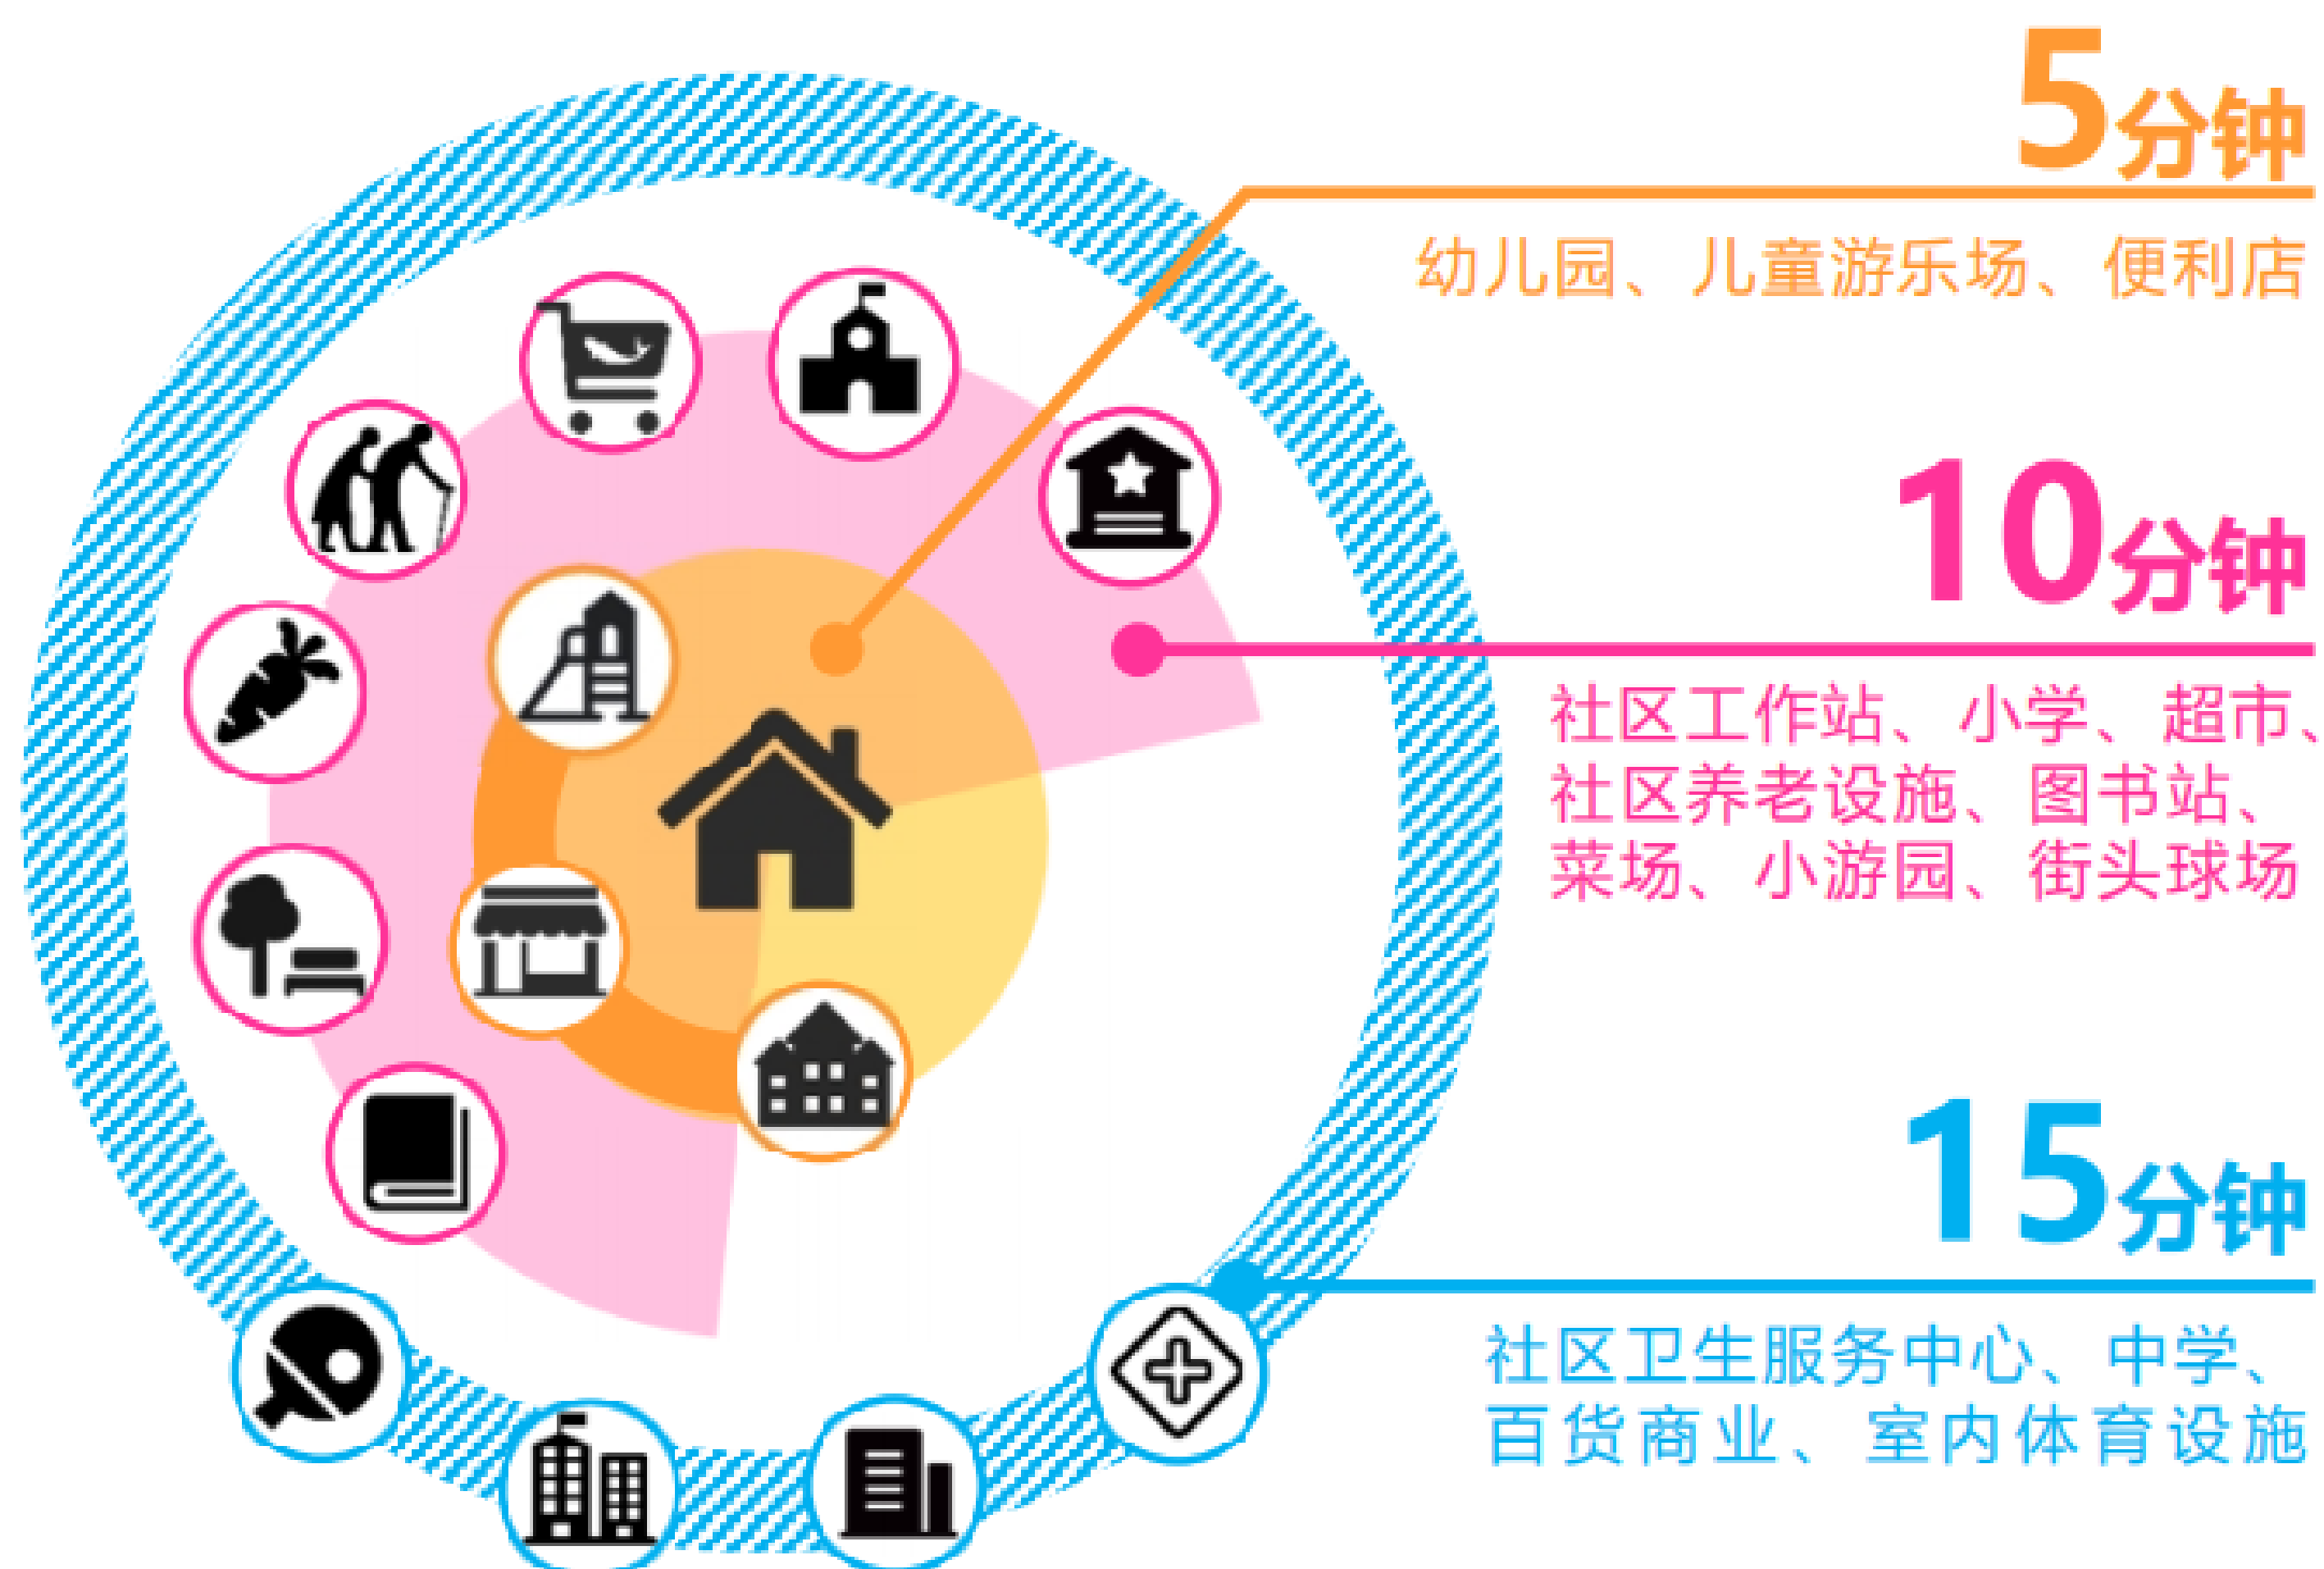 5分钟
幼儿园、儿童游乐场、便利店
10分钟
社区工作站、小学、超市、
社区养老设施、图书站、
菜场、小游园、街头球场
15分钟
社区卫生服务中心、中学、
百货商业、室内体育设施